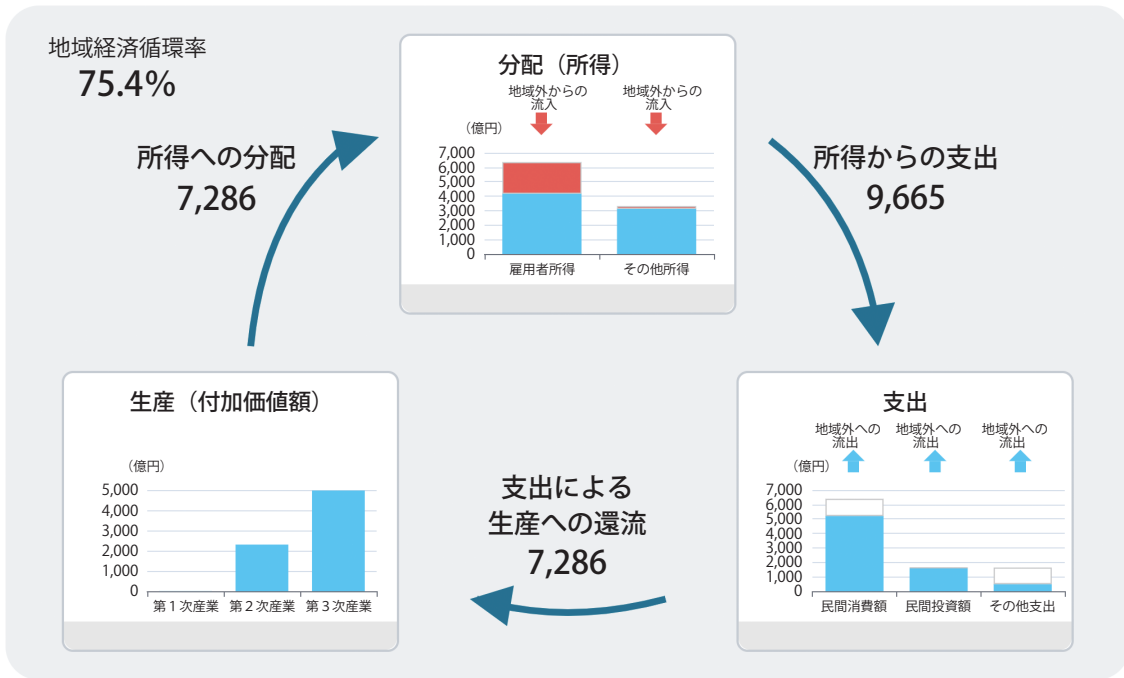 地域経済循環率
75.4%
所得への分配
7,286
分配（所得）
地域外からの
流入
地域外からの
流入
（億円）
7,000
6,000
5,000
4,000
3,000
2,000
1,000
0
雇用者所得
その他所得
所得からの支出
9,665
生産（付加価値額）
（億円）
5,000
4,000
3,000
2,000
1,000
0
第１次産業
第２次産業
第３次産業
支出による
生産への還流
7,286
支出
地域外への
流出
地域外への
流出
地域外への
流出
（億円）
7,000
6,000
5,000
4,000
3,000
2,000
1,000
0
民間消費額
民間投資額
その他支出